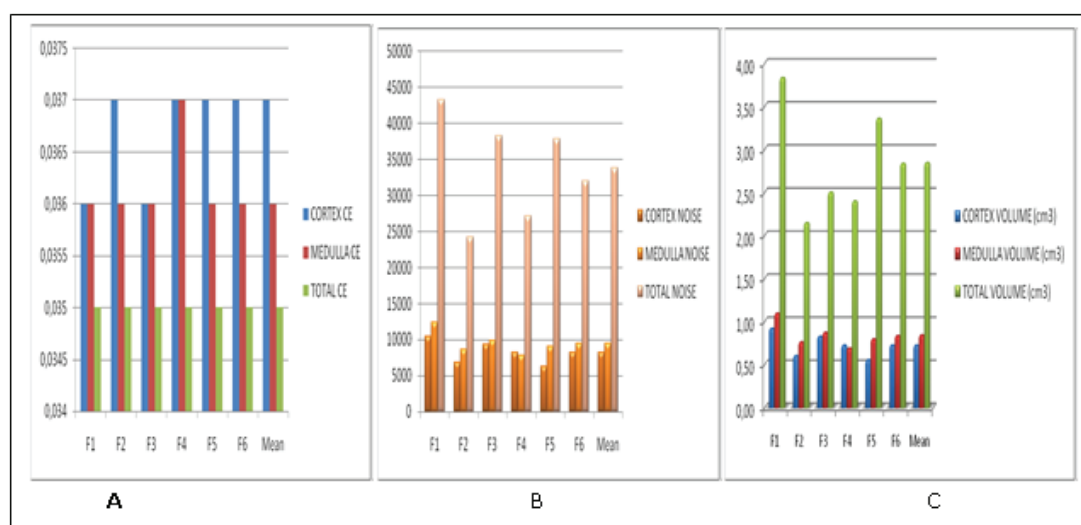 0,0375
0,037
0,0365
0,036
0,0355
0,035
0,0345
0,034
F1 F2 F3 F4 F5 F6 Mean
CORTEX CE
MEDULLA CE
TOTAL CE
A
50000
45000
40000
35000
30000
25000
20000
15000
10000
5000
0
F1 F2 F3 F4 F5 F6 Mean
CORTEX NOISE
MEDULLA NOISE
TOTAL NOISE
B
4,00
3,50
3,00
2,50
2,00
1,50
1,00
0,50
0,00
F1 F2 F3 F4 F5 F6 Mean
CORTEX VOLUME (cm3)
MEDULLA VOLUME (cm3)
TOTAL VOLUME (cm3)
C